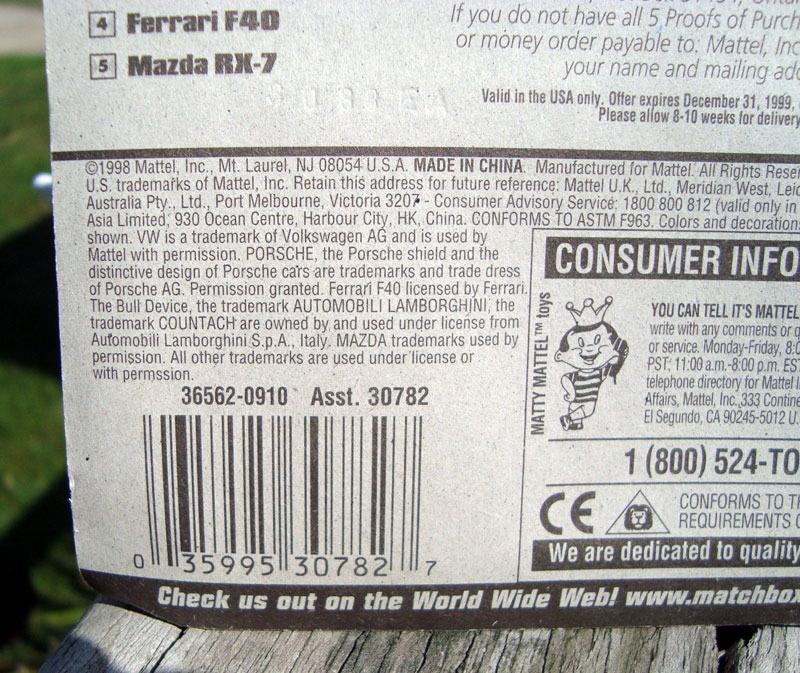 4 Ferrari F40
5 Mazda RX-7
If you do not have all 5 Proofs of Purch
or money order payable to: Mattel, Inc
your name and mailing add
Valid in the USA only. Offer expires December 31, 1999,
Please allow 8-10 weeks for delivery
©1998 Mattel, Inc., Mt. Laurel, NJ 08054 U.S.A. MADE IN CHINA. Manufactured for Mattel. All Rights Reser
U.S. trademarks of Mattel, Inc. Retain this address for future reference: Mattel U.K., Ltd., Meridian West, Leic
Australia Pty., Ltd., Port Melbourne, Victoria 3207 - Consumer Advisory Service: 1800 800 812 (valid only in
Asia Limited, 930 Ocean Centre, Harbour City, HK, China. CONFORMS TO ASTM F963. Colors and decorations
shown. VW is a trademark of Volkswagen AG and is used by
Mattel with permission. PORSCHE, the Porsche shield and the
distinctive design of Porsche cars are trademarks and trade dress
of Porsche AG. Permission granted. Ferrari F40 licensed by Ferrari.
The Bull Device, the trademark AUTOMOBILI LAMBORGHINI, the
trademark COUNTACH are owned by and used under license from
Automobili Lamborghini S.p.A., Italy. MAZDA trademarks used by
permission. All other trademarks are used under license or
with permssion.
36562-0910 Asst. 30782
0 35995 30782 7
CONSUMER INFO
MATTY MATTEL™ toys
YOU CAN TELL IT'S MATTEL
write with any comments or q
or service. Monday-Friday, 8:0
PST; 11:00 a.m.-8:00 p.m. EST
telephone directory for Mattel I
Affairs, Mattel, Inc.,333 Contine
El Segundo, CA 90245-5012 U.
1 (800) 524-TO
CE
CONFORMS TO TH
REQUIREMENTS O
We are dedicated to quality
Check us out on the World Wide Web! www.matchbox